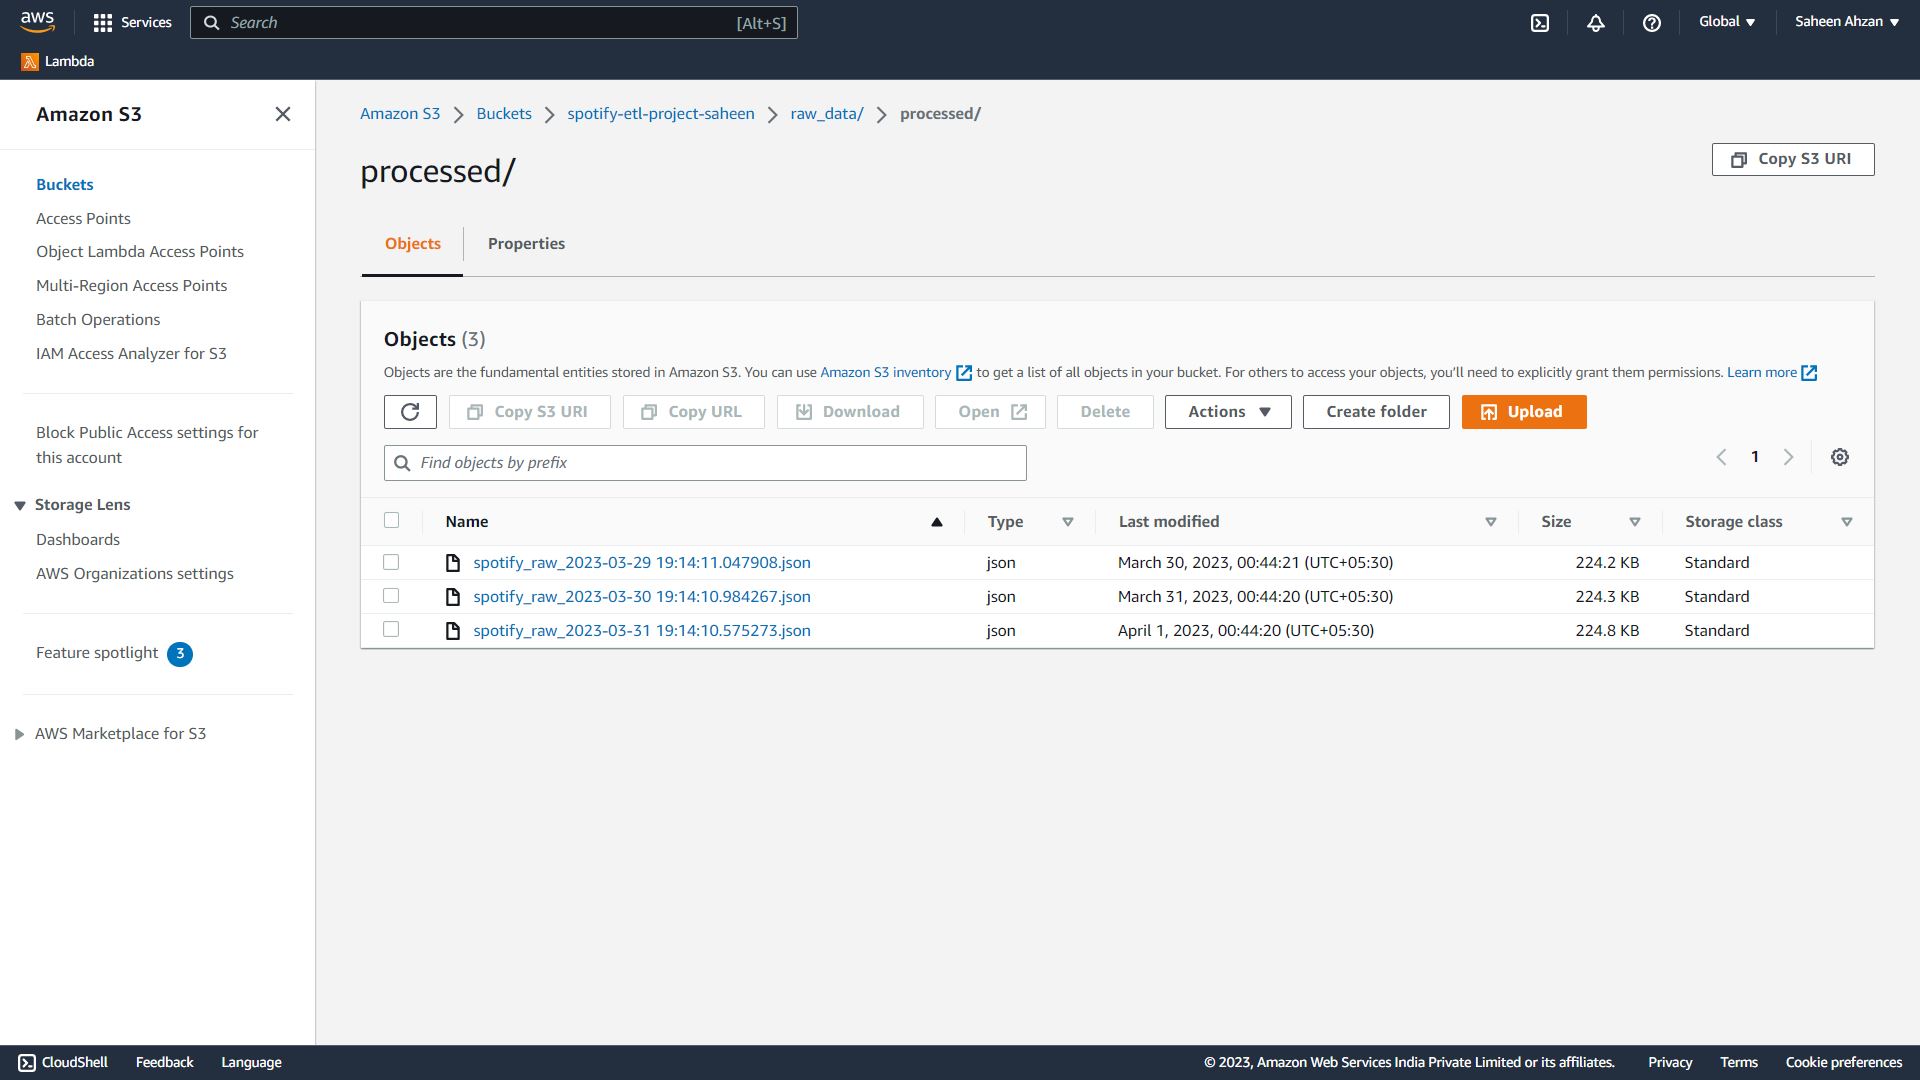 aws
Services
Search
[Alt+S]
Global
Saheen Ahzan
Lambda
Amazon S3
Buckets
Access Points
Object Lambda Access Points
Multi-Region Access Points
Batch Operations
IAM Access Analyzer for S3
Block Public Access settings for
this account
Storage Lens
Dashboards
AWS Organizations settings
Feature spotlight 3
AWS Marketplace for S3
Amazon S3 > Buckets > spotify-etl-project-saheen > raw_data/ > processed/
processed/
Copy S3 URI
Objects
Properties
Objects (3)
Objects are the fundamental entities stored in Amazon S3. You can use Amazon S3 inventory to get a list of all objects in your bucket. For others to access your objects, you'll need to explicitly grant them permissions. Learn more
Copy S3 URI
Copy URL
Download
Open
Delete
Actions
Create folder
Upload
Find objects by prefix
1
Name Type Last modified Size Storage class
spotify_raw_2023-03-29 19:14:11.047908.json json March 30, 2023, 00:44:21 (UTC+05:30) 224.2 KB Standard
spotify_raw_2023-03-30 19:14:10.984267.json json March 31, 2023, 00:44:20 (UTC+05:30) 224.3 KB Standard
spotify_raw_2023-03-31 19:14:10.575273.json json April 1, 2023, 00:44:20 (UTC+05:30) 224.8 KB Standard
CloudShell Feedback Language
© 2023, Amazon Web Services India Private Limited or its affiliates. Privacy Terms Cookie preferences